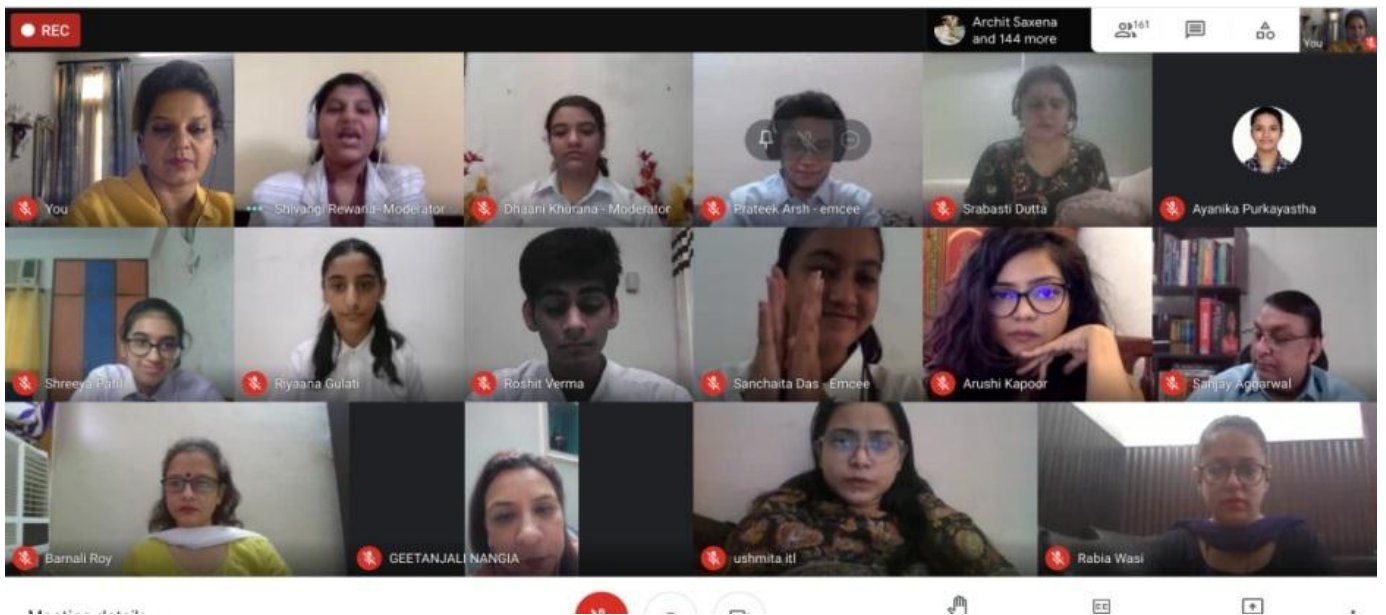 REC
Archit Saxena
and 144 more
161
You
You
Shivangi Rewaria- Moderator
Dhaani Khurana - Moderator
Prateek Arsh - emcee
Srabasti Dutta
Ayanika Purkayastha
Shreeya Patil
Riyaana Gulati
Roshit Verma
Sanchaita Das - Emcee
Arushi Kapoor
Sanjay Aggarwal
Barnali Roy
GEETANJALI NANGIA
ushmita itl
Rabia Wasi
Meeting details
CC